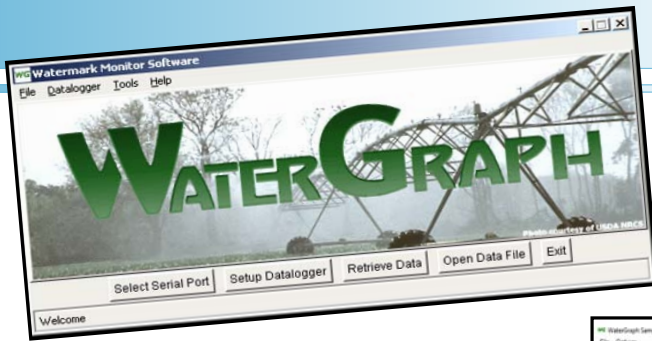 WG Watermark Monitor Software
File Datalogger Tools Help
WATERGRAPH
Photo courtesy of USDA NRCS
Select Serial Port Setup Datalogger Retrieve Data Open Data File Exit
Welcome